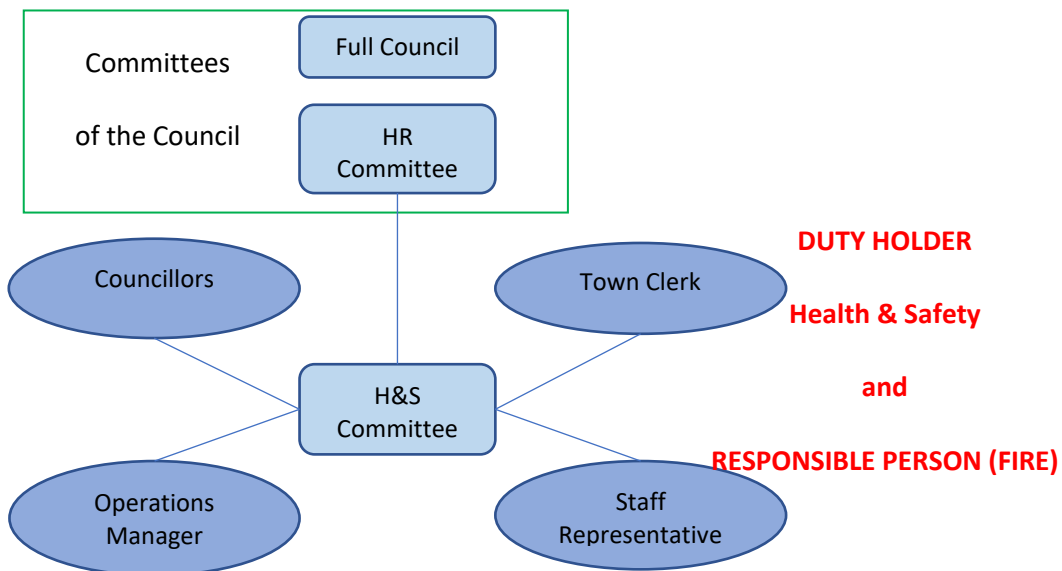 Full Council
Committees
of the Council
HR
Committee
DUTY HOLDER
Councillors
Town Clerk
Health & Safety
and
H&S
Committee
RESPONSIBLE PERSON (FIRE)
Operations
Manager
Staff
Representative